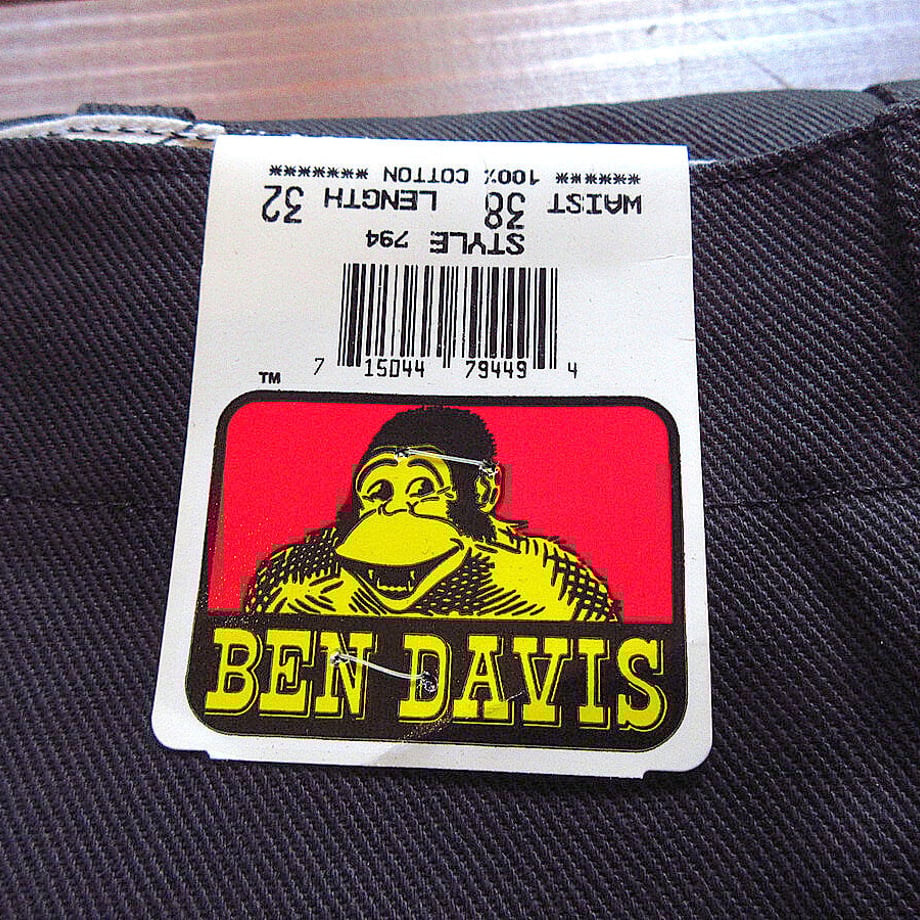 STYLE 794
WAIST 38 LENGTH 32
****** 100% COTTON *******
7 15044 79449 4
TM
BEN DAVIS